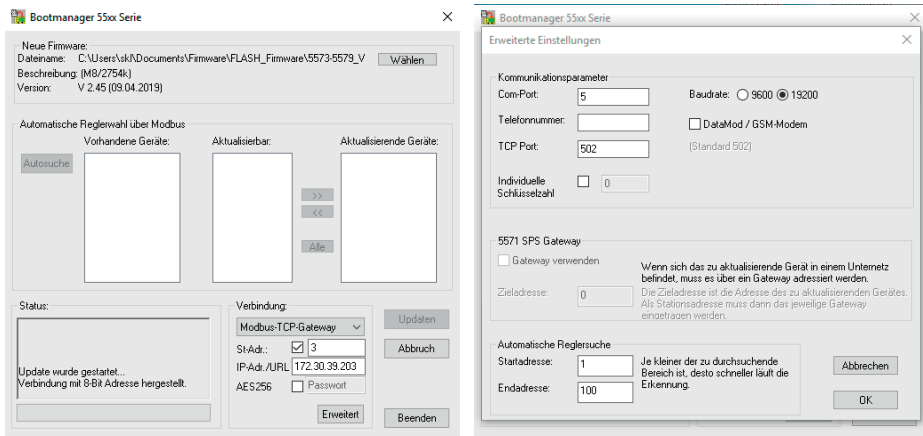 Bootmanager 55xx Serie
Neue Firmware:
Dateiname: C:\Users\skl\Documents\Firmware\FLASH_Firmware\5573-5579_V
Wählen
Beschreibung: (M8/2754k)
Version: V 2.45 (09.04.2019)
Automatische Reglerwahl über Modbus
Vorhandene Geräte: Aktualisierbar: Aktualisierende Geräte:
Autosuche
>>
<<
Alle
Status:
Update wurde gestartet...
Verbindung mit 8-Bit Adresse hergestellt.
Verbindung:
Modbus-TCP-Gateway
St-Adr.: 3
IP-Adr./URL 172.30.39.203
AES256 Passwort
Erweitert
Updaten
Abbruch
Beenden
Bootmanager 55xx Serie
Erweiterte Einstellungen
Kommunikationsparameter
Com-Port: 5 Baudrate: 9600 19200
Telefonnummer: DataMod / GSM-Modem
TCP Port: 502 (Standard 502)
Individuelle
Schlüsselzahl
0
5571 SPS Gateway
Gateway verwenden
Wenn sich das zu aktualisierende Gerät in einem Unternetz
befindet, muss es über ein Gateway adressiert werden.
Zieladresse: 0
Die Zieladresse ist die Adresse des zu aktualisierenden Gerätes.
Als Stationsadresse muss dann das jeweilige Gateway
eingetragen werden.
Automatische Reglersuche
Startadresse: 1
Endadresse: 100
Je kleiner der zu durchsuchende
Bereich ist, desto schneller läuft die
Erkennung.
Abbrechen
OK